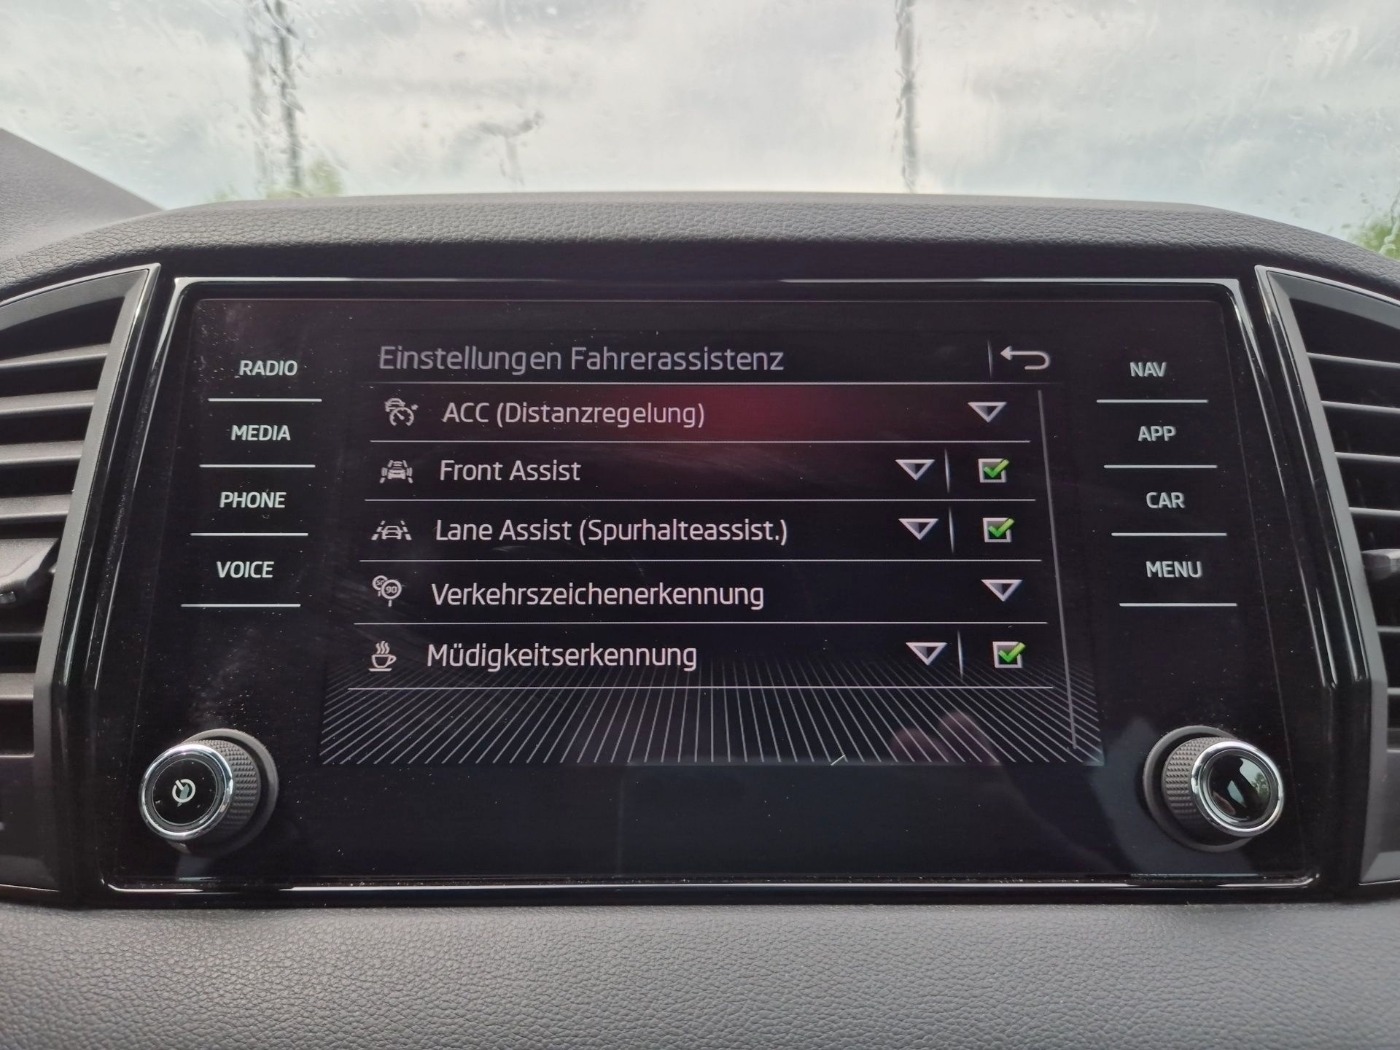 Einstellungen Fahrerassistenz
RADIO
MEDIA
PHONE
VOICE
ACC (Distanzregelung)
Front Assist
Lane Assist (Spurhalteassist.)
Verkehrszeichenerkennung
Müdigkeitserkennung
NAV
APP
CAR
MENU